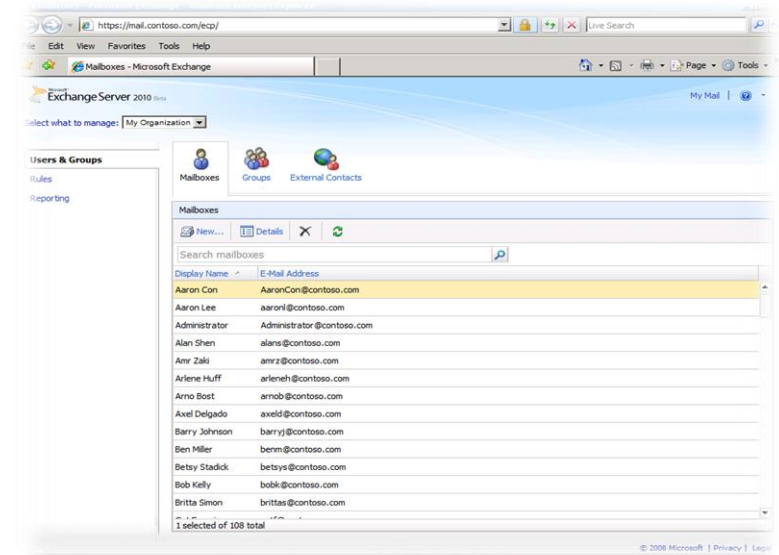 https://mail.contoso.com/ecp/
Live Search
Edit View Favorites Tools Help
Mailboxes - Microsoft Exchange
Page Tools
Microsoft
Exchange Server 2010 Beta
My Mail
Select what to manage: My Organization
Users & Groups
Rules
Reporting
Mailboxes Groups External Contacts
Mailboxes
New... Details
Search mailboxes
Display Name E-Mail Address
Aaron Con AaronCon@contoso.com
Aaron Lee aaronl@contoso.com
Administrator Administrator@contoso.com
Alan Shen alans@contoso.com
Amr Zaki amrz@contoso.com
Arlene Huff arleneh@contoso.com
Arno Bost arnob@contoso.com
Axel Delgado axeld@contoso.com
Barry Johnson barryj@contoso.com
Ben Miller benm@contoso.com
Betsy Stadick betsys@contoso.com
Bob Kelly bobk@contoso.com
Britta Simon brittas@contoso.com
1 selected of 108 total
© 2008 Microsoft | Privacy | Legal